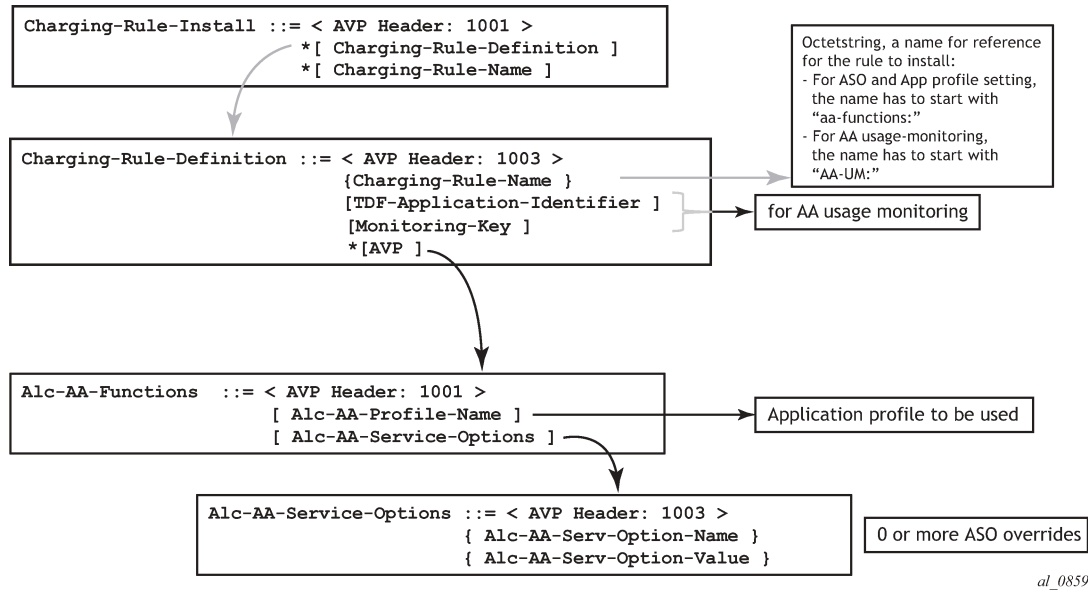 Charging-Rule-Install ::= < AVP Header: 1001 >
*[ Charging-Rule-Definition ]
*[ Charging-Rule-Name ]
Octetstring, a name for reference
for the rule to install:
- For ASO and App profile setting,
the name has to start with
“aa-functions:”
- For AA usage-monitoring,
the name has to start with
“AA-UM:”
Charging-Rule-Definition ::= < AVP Header: 1003 >
{Charging-Rule-Name }
[TDF-Application-Identifier ]
[Monitoring-Key ]
*[AVP ]
for AA usage monitoring
Alc-AA-Functions ::= < AVP Header: 1001 >
[ Alc-AA-Profile-Name ]
[ Alc-AA-Service-Options ]
Application profile to be used
Alc-AA-Service-Options ::= < AVP Header: 1003 >
{ Alc-AA-Serv-Option-Name }
{ Alc-AA-Serv-Option-Value }
0 or more ASO overrides
al_0859